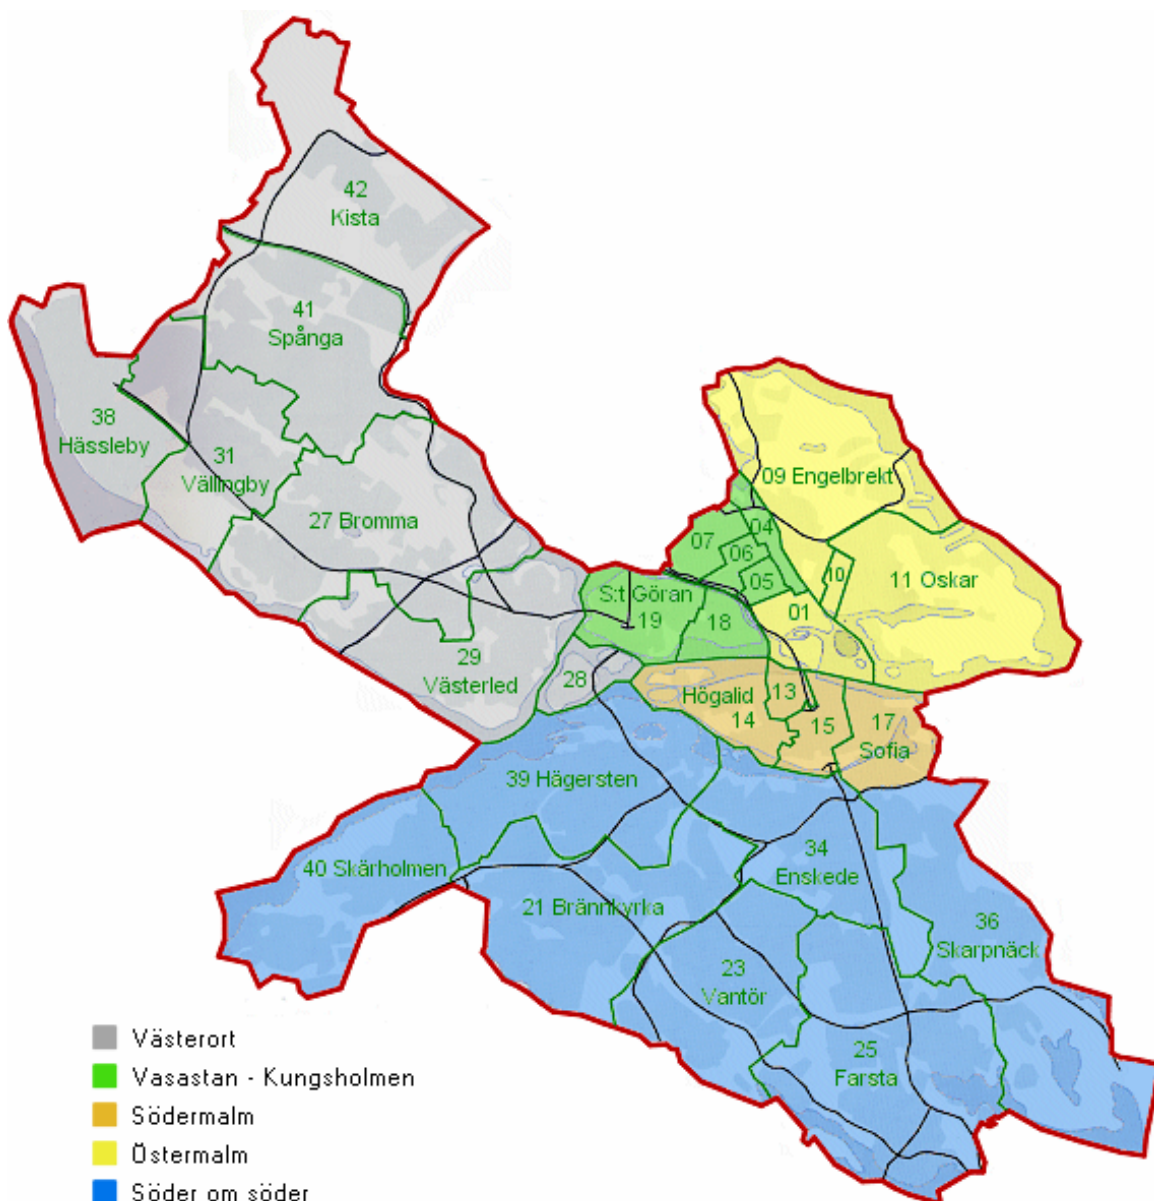 42
Kista
41
Spånga
38
Hässleby
31
Vällingby
27 Bromma
09 Engelbrekt
04
07
06
05
10
11 Oskar
S:t Göran
19
18
01
29
Västerled
28
Högalid
14
13
15
17
Sofia
39 Hägersten
40 Skärholmen
34
Enskede
21 Brännkyrka
36
Skarpnäck
23
Vantör
25
Farsta
Västerort
Vasastan - Kungsholmen
Södermalm
Östermalm
Söder om söder